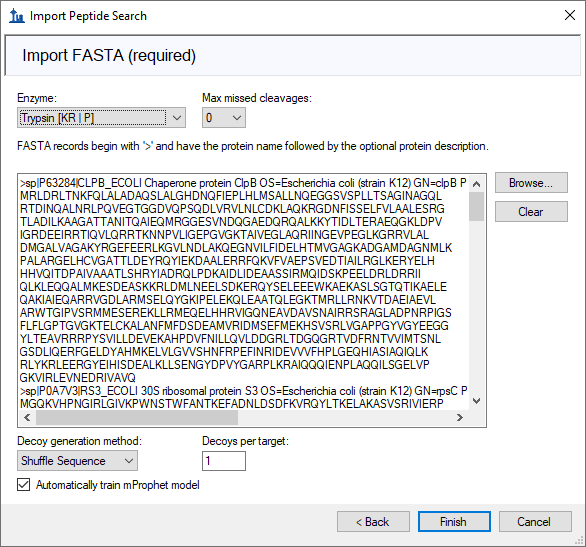 Import Peptide Search
Import FASTA (required)
Enzyme:
Max missed cleavages:
Trypsin [KR | P]
0
FASTA records begin with '>' and have the protein name followed by the optional protein description.
>sp|P63284|CLPB_ECOLI Chaperone protein ClpB OS=Escherichia coli (strain K12) GN=clpB P
MRLDRLTNKFQLALADAQSLALGHDNQFIEPLHLMSALLNQEGGSVSPLLTSAGINAGQL
RTDINQALNRLPQVEGTGGDVQPSQDLVRVLNLCDKLAQKRGDNFISSELFVLAALESRG
TLADILKAAGATTANITQAIEQMRGGESVNDQGAEDQRQALKKYTIDLTERAEQGKLDPV
IGRDEEIRRTIQVLQRRTKNNPVLIGEPGVGKTAIVEGLAQRIINGEVPEGLKGRRVLAL
DMGALVAGAKYRGEFEERLKGVLNDLAKQEGNVILFIDELHTMVGAGKADGAMDAGNMLK
PALARGELHCVGATTLDEYRQYIEKDAALERRFQKVFVAEPSVEDTIAILRGLKERYELH
HHVQITDPAIVAAATLSHRYIADRQLPDKAIDLIDEAASSIRMQIDSKPEELDRLDRRII
QLKLEQQALMKESDEASKKRLDMLNEELSDKERQYSELEEEWKAEKASLSGTQTIKAELE
QAKIAIEQARRVGDLARMSELQYGKIPELEKQLEAATQLEGKTMRLLRNKVTDAEIAEVL
ARWTGIPVSRMMESEREKLLRMEQELHHRVIGQNEAVDAVSNAIRRSRAGLADPNRPIGS
FLFLGPTGVGKTELCKALANFMFDSDEAMVRIDMSEFMEKHSVSRLVGAPPGYVGYEEGG
YLTEAVRRRPYSVILLDEVEKAHPDVFNILLQVLDDGRLTDGQGRTVDFRNTVVIMTSNL
GSDLIQERFGELDYAHMKELVLGVVSHNFRPEFINRIDEVVVFHPLGEQHIASIAQIQLK
RLYKRLEERGYEIHISDEALKLLSENGYDPVYGARPLKRAIQQQIENPLAQQILSGELVP
GKVIRLEVNEDRIVAVQ
>sp|P0A7V3|RS3_ECOLI 30S ribosomal protein S3 OS=Escherichia coli (strain K12) GN=rpsC P
MGQKVHPNGIRLGIVKPWNSTWFANTKEFADNLDSDFKVRQYLTKELAKASVSRIVIERP
Browse...
Clear
Decoy generation method:
Decoys per target:
Shuffle Sequence
1
Automatically train mProphet model
< Back
Finish
Cancel